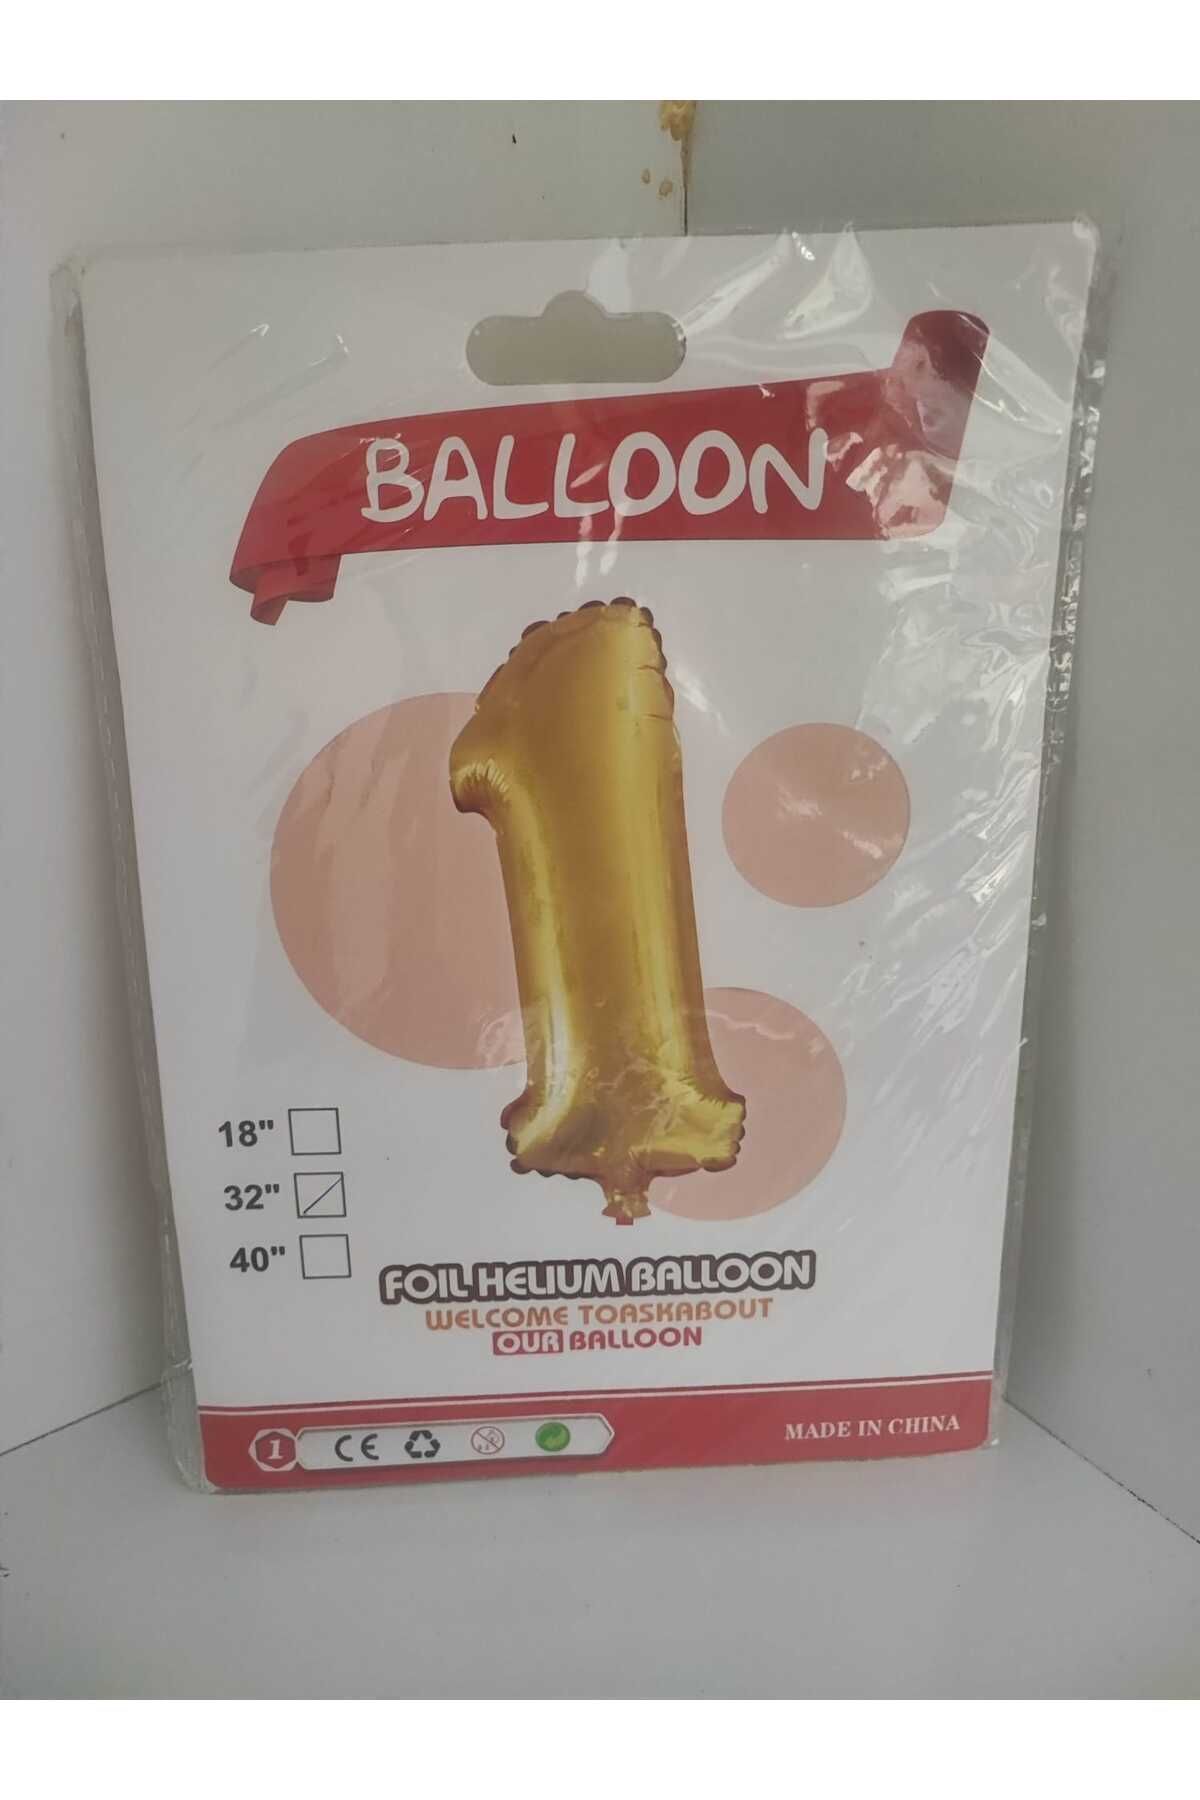 BALLOON
18"
32"
40"
FOIL HELIUM BALLOON
WELCOME TOASKABOUT
OUR BALLOON
1 CE MADE IN CHINA